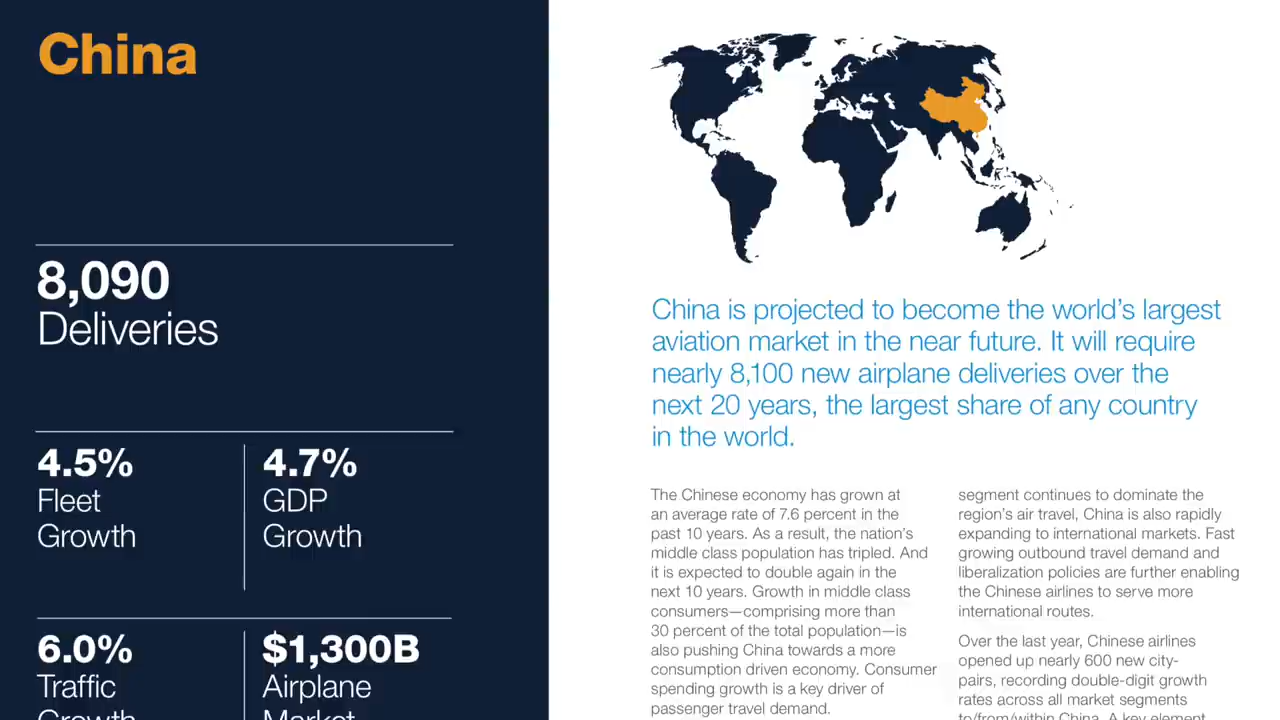 China
8,090
Deliveries
4.5%
Fleet
Growth
4.7%
GDP
Growth
6.0%
Traffic
Growth
$1,300B
Airplane
Market
China is projected to become the world’s largest
aviation market in the near future. It will require
nearly 8,100 new airplane deliveries over the
next 20 years, the largest share of any country
in the world.
The Chinese economy has grown at
an average rate of 7.6 percent in the
past 10 years. As a result, the nation’s
middle class population has tripled. And
it is expected to double again in the
next 10 years. Growth in middle class
consumers—comprising more than
30 percent of the total population—is
also pushing China towards a more
consumption driven economy. Consumer
spending growth is a key driver of
passenger travel demand.
segment continues to dominate the
region’s air travel, China is also rapidly
expanding to international markets. Fast
growing outbound travel demand and
liberalization policies are further enabling
the Chinese airlines to serve more
international routes.
Over the last year, Chinese airlines
opened up nearly 600 new city-
pairs, recording double-digit growth
rates across all market segments
to/from/within China. A key element